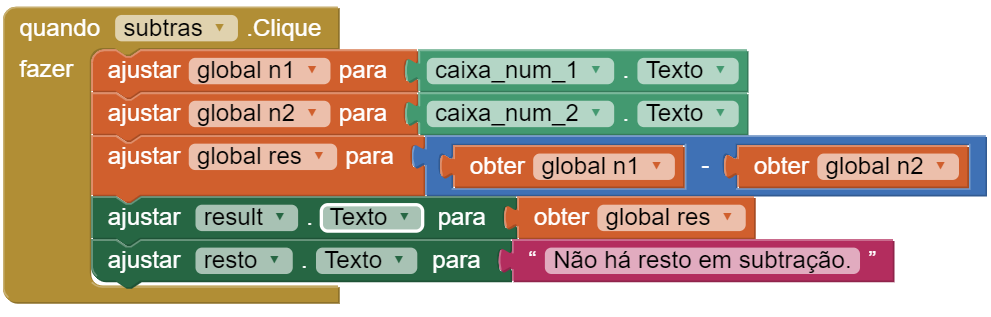 quando subtras ▾ .Clique
fazer ajustar global n1 ▾ para caixa_num_1 ▾ . Texto ▾
ajustar global n2 ▾ para caixa_num_2 ▾ . Texto ▾
ajustar global res ▾ para obter global n1 ▾ - obter global n2 ▾
ajustar result ▾ . Texto ▾ para obter global res ▾
ajustar resto ▾ . Texto ▾ para “ Não há resto em subtração. ”